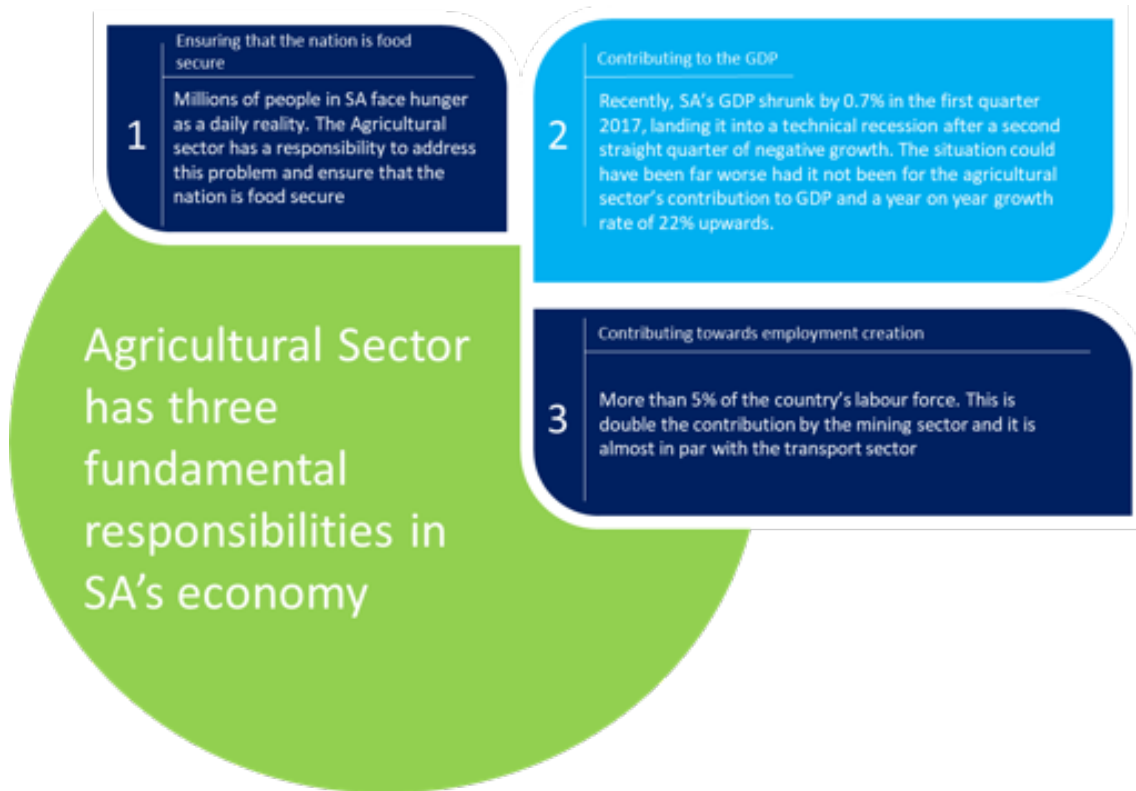 Ensuring that the nation is food
secure
1
Millions of people in SA face hunger
as a daily reality. The Agricultural
sector has a responsibility to address
this problem and ensure that the
nation is food secure
Contributing to the GDP
2
Recently, SA's GDP shrunk by 0.7% in the first quarter
2017, landing it into a technical recession after a second
straight quarter of negative growth. The situation could
have been far worse had it not been for the agricultural
sector's contribution to GDP and a year on year growth
rate of 22% upwards.
Contributing towards employment creation
3
More than 5% of the country's labour force. This is
double the contribution by the mining sector and it is
almost in par with the transport sector
Agricultural Sector
has three
fundamental
responsibilities in
SA's economy